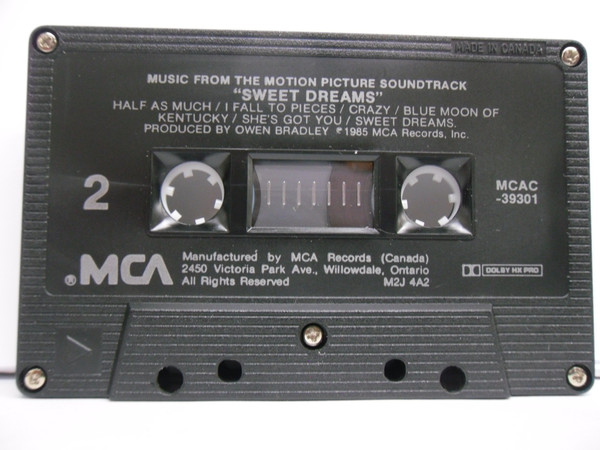 MADE IN CANADA
MUSIC FROM THE MOTION PICTURE SOUNDTRACK
"SWEET DREAMS"
HALF AS MUCH / I FALL TO PIECES / CRAZY / BLUE MOON OF
KENTUCKY / SHE'S GOT YOU / SWEET DREAMS.
PRODUCED BY OWEN BRADLEY ℗1985 MCA Records, Inc.
2
MCAC
-39301
®MCA
Manufactured by MCA Records (Canada)
2450 Victoria Park Ave., Willowdale, Ontario
All Rights Reserved M2J 4A2
DOLBY HX PRO